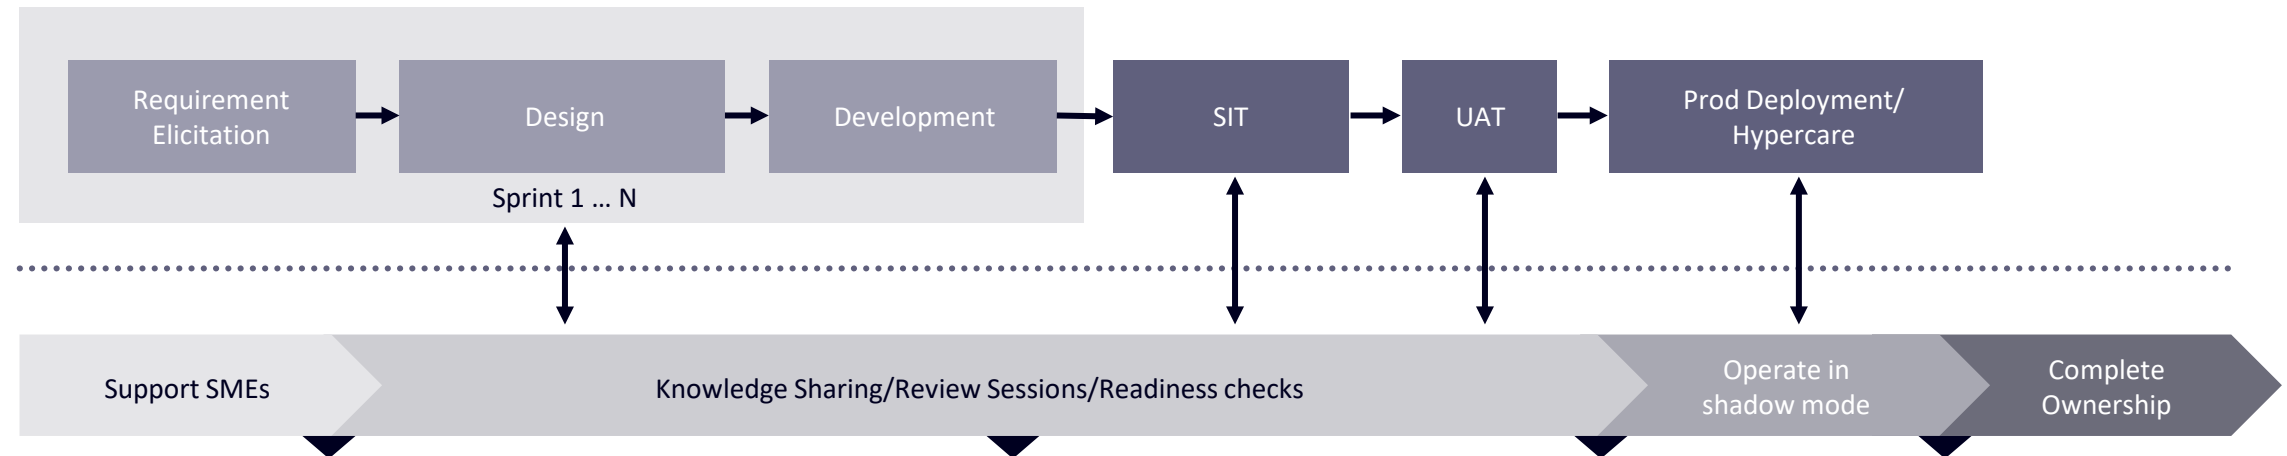 Requirement
Elicitation
Design
Development
SIT
UAT
Prod Deployment/
Hypercare
Sprint 1 ... N
Support SMEs
Knowledge Sharing/Review Sessions/Readiness checks
Operate in
shadow mode
Complete
Ownership